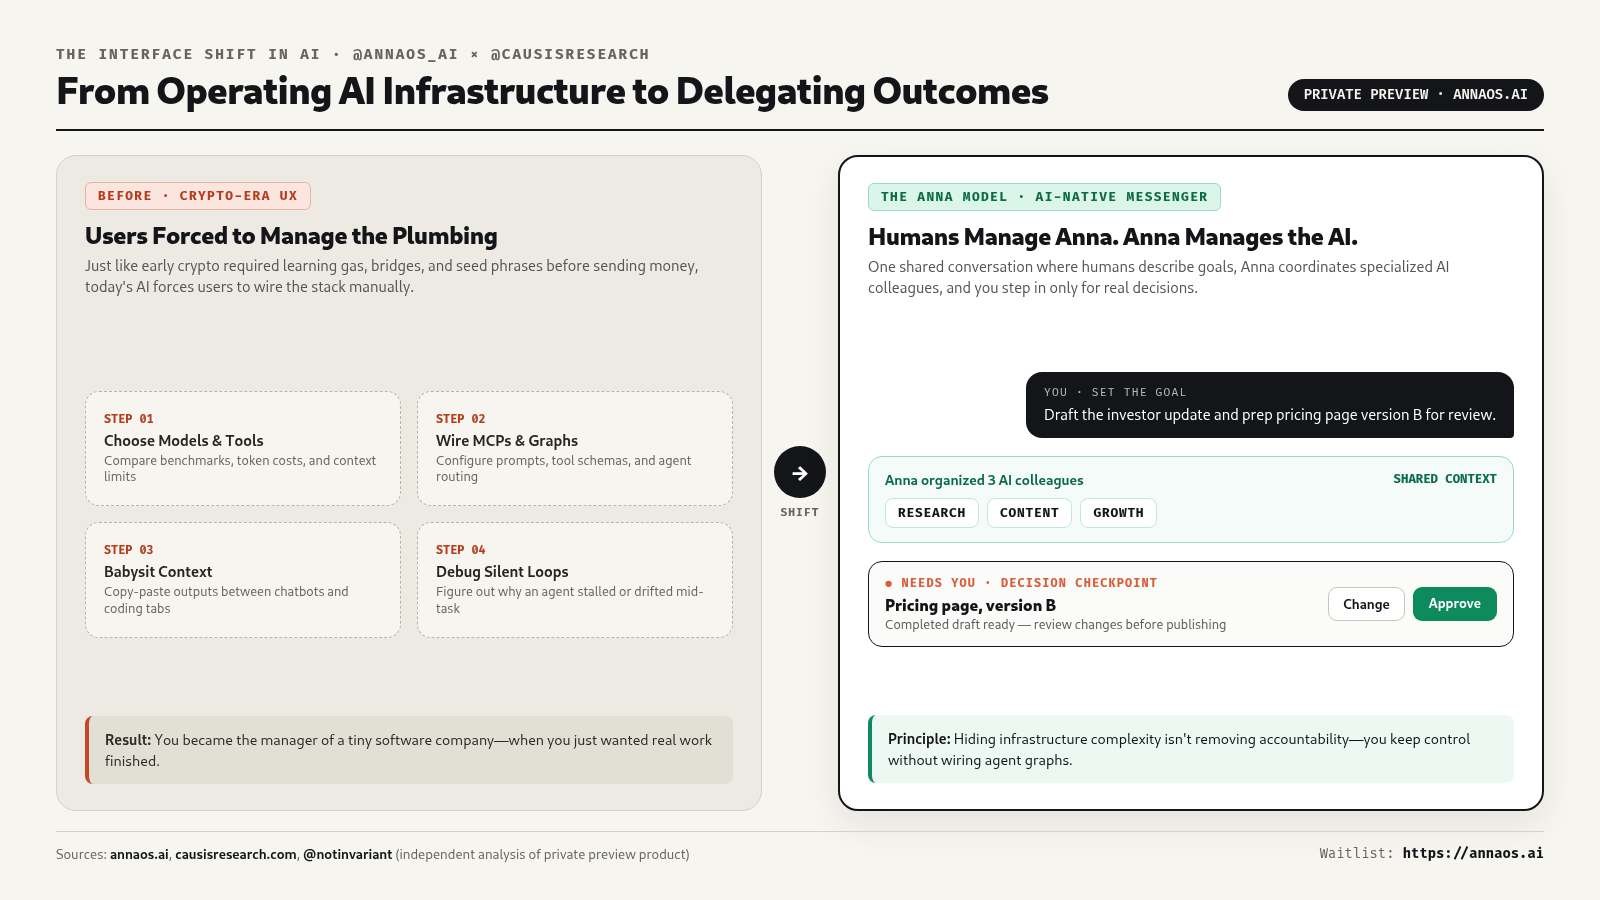 THE INTERFACE SHIFT IN AI · @ANNAOS_AI × @CAUSISRESEARCH
From Operating AI Infrastructure to Delegating Outcomes
PRIVATE PREVIEW · ANNAOS.AI
BEFORE · CRYPTO-ERA UX
Users Forced to Manage the Plumbing
Just like early crypto required learning gas, bridges, and seed phrases before sending money,
today's AI forces users to wire the stack manually.
STEP 01
Choose Models & Tools
Compare benchmarks, token costs, and context
limits
STEP 02
Wire MCPs & Graphs
Configure prompts, tool schemas, and agent
routing
STEP 03
Babysit Context
Copy-paste outputs between chatbots and
coding tabs
STEP 04
Debug Silent Loops
Figure out why an agent stalled or drifted mid-
task
Result: You became the manager of a tiny software company—when you just wanted real work
finished.
→
SHIFT
THE ANNA MODEL · AI-NATIVE MESSENGER
Humans Manage Anna. Anna Manages the AI.
One shared conversation where humans describe goals, Anna coordinates specialized AI
colleagues, and you step in only for real decisions.
YOU · SET THE GOAL
Draft the investor update and prep pricing page version B for review.
Anna organized 3 AI colleagues
SHARED CONTEXT
RESEARCH
CONTENT
GROWTH
● NEEDS YOU · DECISION CHECKPOINT
Pricing page, version B
Completed draft ready — review changes before publishing
Change
Approve
Principle: Hiding infrastructure complexity isn't removing accountability—you keep control
without wiring agent graphs.
Sources: annaos.ai, causisresearch.com, @notinvariant (independent analysis of private preview product)
Waitlist: https://annaos.ai